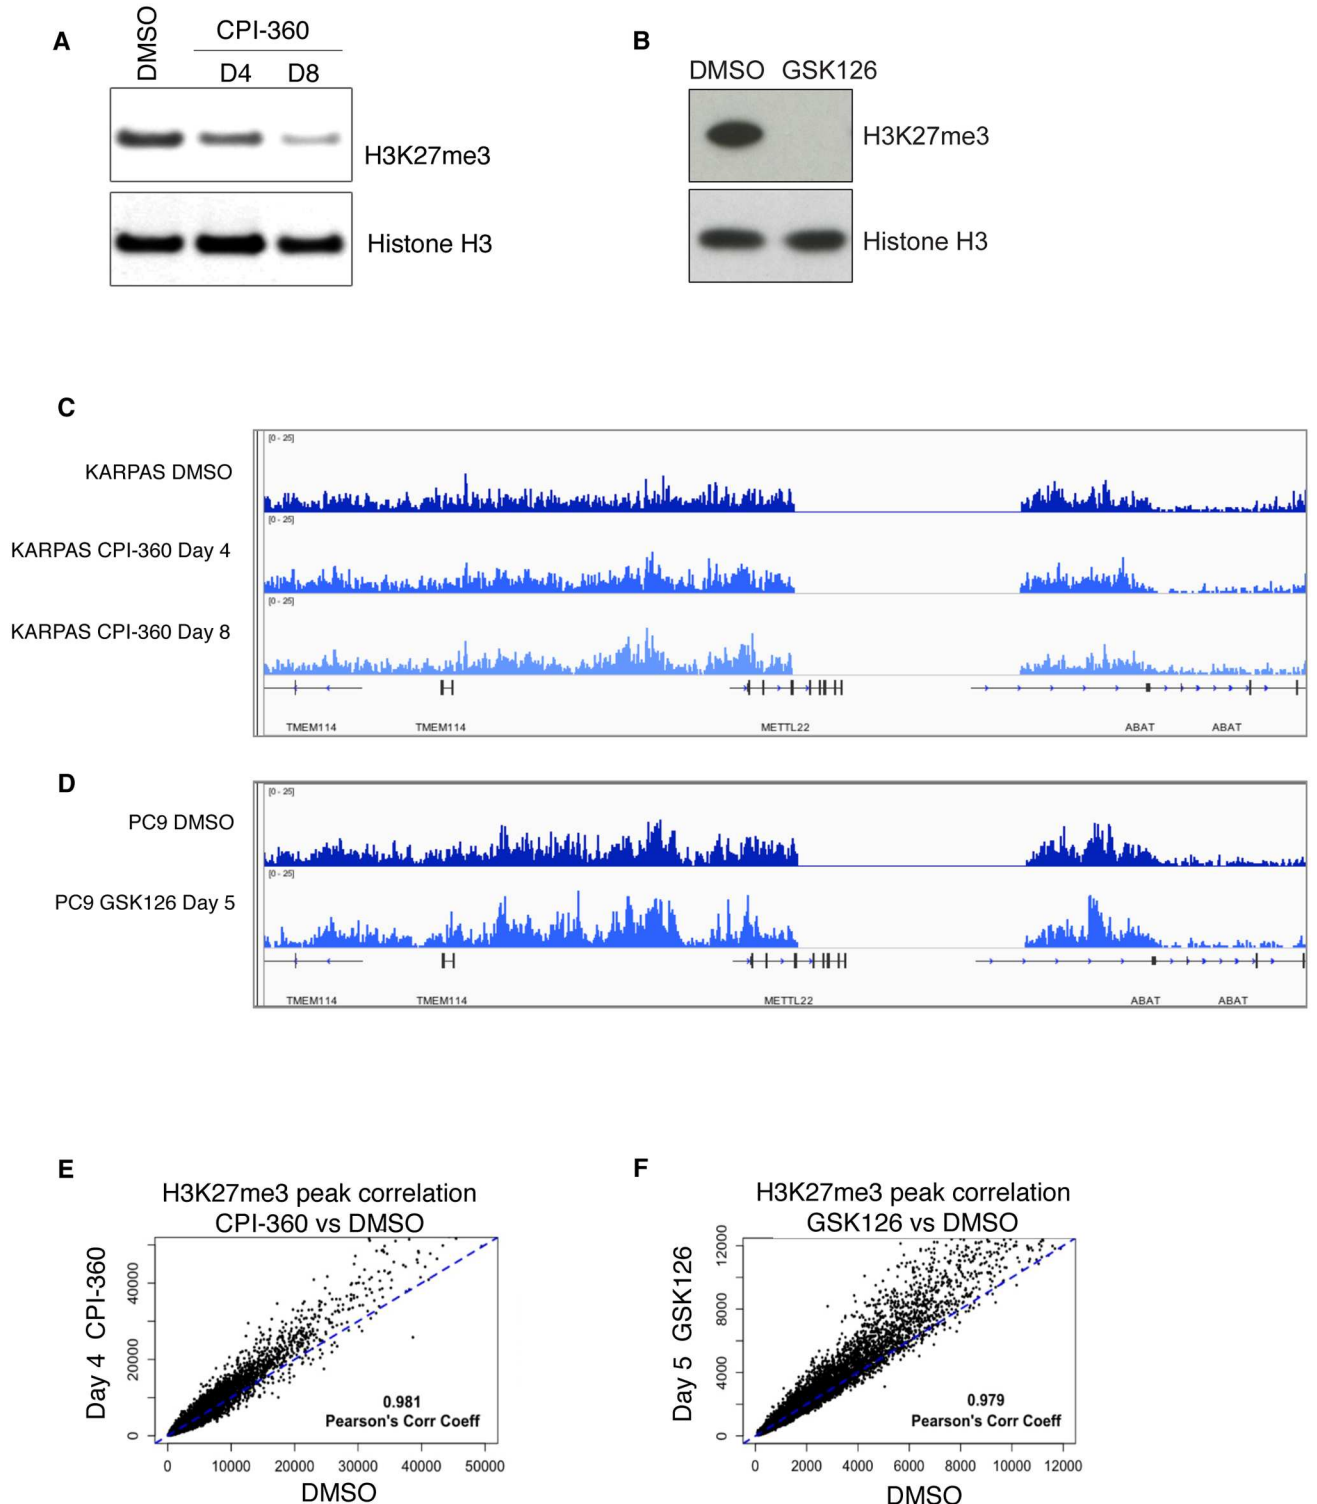 A
DMSO
CPI-360
D4 D8
H3K27me3
Histone H3
B
DMSO GSK126
H3K27me3
Histone H3
C
[0 - 25]
KARPAS DMSO
[0 - 25]
KARPAS CPI-360 Day 4
[0 - 25]
KARPAS CPI-360 Day 8
TMEM114 TMEM114 METTL22 ABAT ABAT
D
[0 - 25]
PC9 DMSO
[0 - 25]
PC9 GSK126 Day 5
TMEM114 TMEM114 METTL22 ABAT ABAT
E
H3K27me3 peak correlation
CPI-360 vs DMSO
Day 4 CPI-360
40000
20000
0
0.981
Pearson's Corr Coeff
0 10000 20000 30000 40000 50000
DMSO
F
H3K27me3 peak correlation
GSK126 vs DMSO
Day 5 GSK126
12000
8000
4000
0
0.979
Pearson's Corr Coeff
0 2000 4000 6000 8000 10000 12000
DMSO